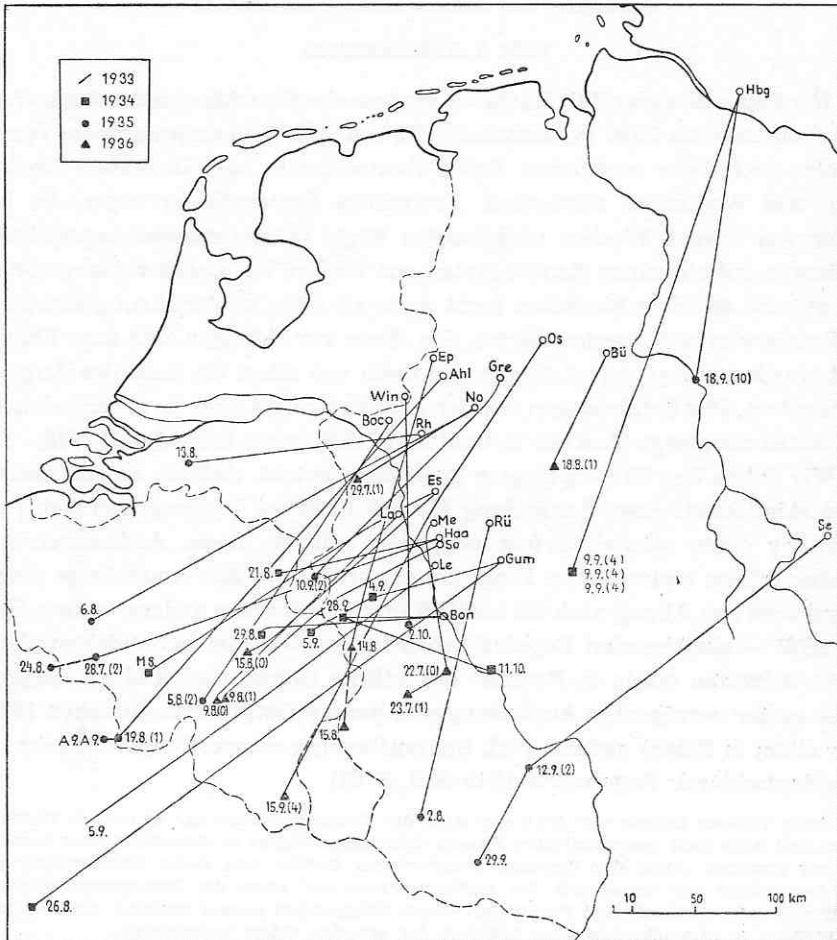 1933
1934
1935
1936
Hbg
Os
Bü
Ep
Ahl
Gre
18.9. (10)
Win
No
Boc
Rh
13.8.
18.8. (1)
29.7. (1)
Es
Lo
Me
Rü
Se
Haa
So
Gum
21.8.
10.9. (2)
Le
9.9. (4)
9.9. (4)
9.9. (4)
4.9.
6.8.
28.9.
Bon
29.8.
5.9.
2.10.
24.8.
28.7. (2)
M 8.
15.8. (0)
14.8
22.7. (0)
11.10.
5.8. (2)
9.8. (1)
23.7. (1)
15.8.
A 9.
A 9.
19.8. (1)
12.9. (2)
15.9. (4)
2.8.
5.9.
29.9.
26.8.
10
50
100 km